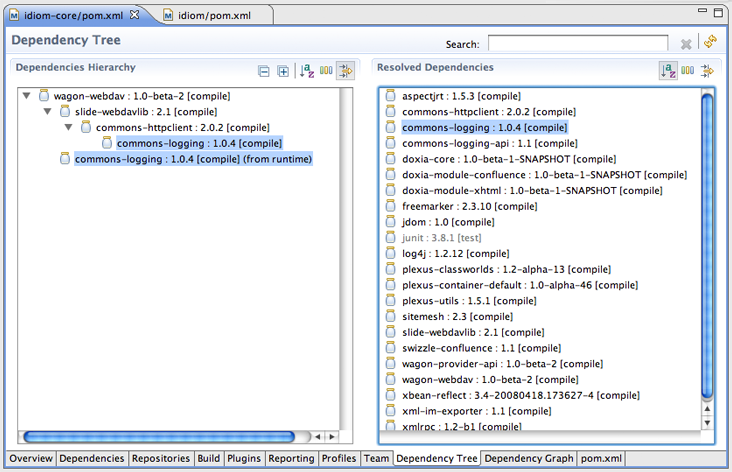 idiom-core/pom.xml
idiom/pom.xml
Dependency Tree
Search:
Dependencies Hierarchy
wagon-webdav : 1.0-beta-2 [compile]
slide-webdavlib : 2.1 [compile]
commons-httpclient : 2.0.2 [compile]
commons-logging : 1.0.4 [compile]
commons-logging : 1.0.4 [compile] (from runtime)
Resolved Dependencies
aspectjrt : 1.5.3 [compile]
commons-httpclient : 2.0.2 [compile]
commons-logging : 1.0.4 [compile]
commons-logging-api : 1.1 [compile]
doxia-core : 1.0-beta-1-SNAPSHOT [compile]
doxia-module-confluence : 1.0-beta-1-SNAPSHOT [compile]
doxia-module-xhtml : 1.0-beta-1-SNAPSHOT [compile]
freemarker : 2.3.10 [compile]
jdom : 1.0 [compile]
junit : 3.8.1 [test]
log4j : 1.2.12 [compile]
plexus-classworlds : 1.2-alpha-13 [compile]
plexus-container-default : 1.0-alpha-46 [compile]
plexus-utils : 1.5.1 [compile]
sitemesh : 2.3 [compile]
slide-webdavlib : 2.1 [compile]
swizzle-confluence : 1.1 [compile]
wagon-provider-api : 1.0-beta-2 [compile]
wagon-webdav : 1.0-beta-2 [compile]
xbean-reflect : 3.4-20080418.173627-4 [compile]
xml-im-exporter : 1.1 [compile]
xmlrpc : 1.2-b1 [compile]
Overview Dependencies Repositories Build Plugins Reporting Profiles Team Dependency Tree Dependency Graph pom.xml